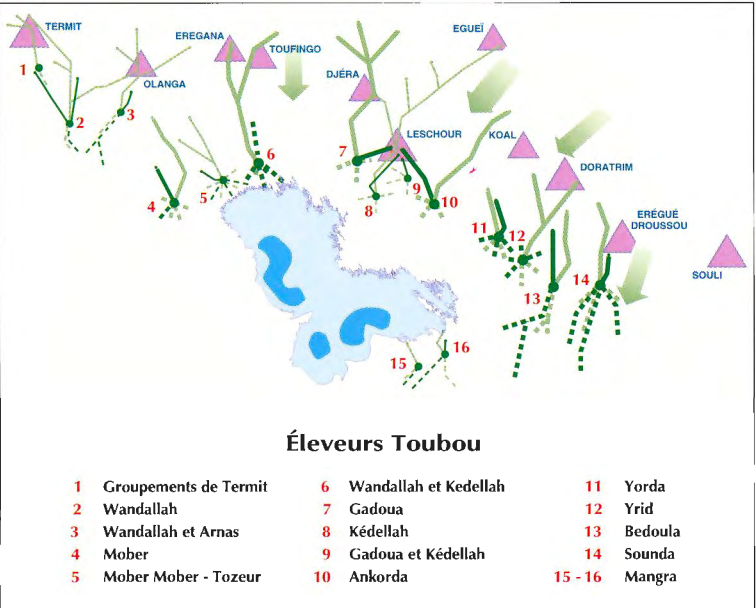 TERMIT
EREGANA
TOUFINGO
EGUEÏ
OLANGA
DJÉRA
LESCHOUR
KOAL
DORATRIM
ERÉGUÉ
DROUSSOU
SOULI
1
2
3
4
5
6
7
8
9
10
11
12
13
14
15
16
Éleveurs Toubou
1 Groupements de Termit
2 Wandallah
3 Wandallah et Arnas
4 Mober
5 Mober Mober - Tozeur
6 Wandallah et Kedellah
7 Gadoua
8 Kédellah
9 Gadoua et Kédellah
10 Ankorda
11 Yorda
12 Yrid
13 Bedoula
14 Sounda
15 - 16 Mangra